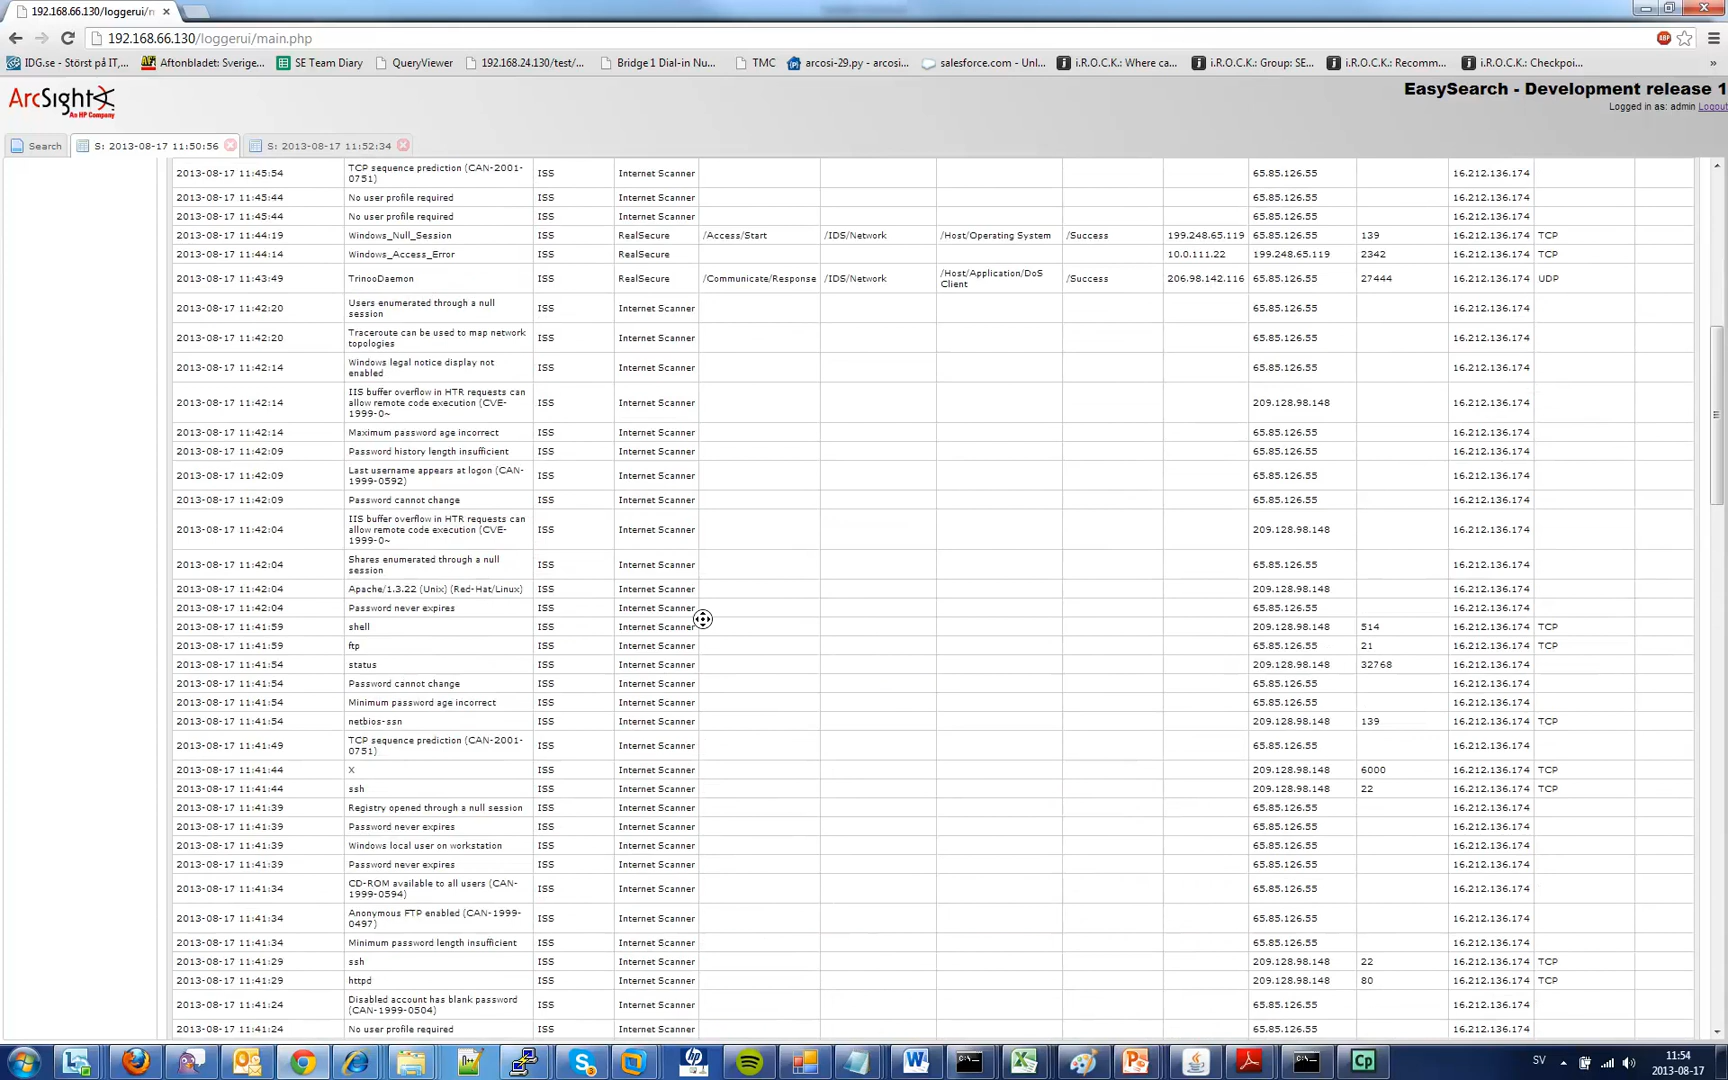 192.168.66.130/loggerui/r
192.168.66.130/loggerui/main.php
IDG.se - Störst på IT,... Aftonbladet: Sverige... SE Team Diary QueryViewer 192.168.24.130/test/... Bridge 1 Dial-in Nu... TMC arcosi-29.py - arcosi... salesforce.com - Unl... i.R.O.C.K.: Where ca... i.R.O.C.K.: Group: SE... i.R.O.C.K.: Recomm... i.R.O.C.K.: Checkpoi... »
ArcSight
An HP Company
EasySearch - Development release 1
Logged in as: admin Logout
Search S: 2013-08-17 11:50:56 S: 2013-08-17 11:52:34
2013-08-17 11:45:54 TCP sequence prediction (CAN-2001-
0751) ISS Internet Scanner 65.85.126.55 16.212.136.174
2013-08-17 11:45:44 No user profile required ISS Internet Scanner 65.85.126.55 16.212.136.174
2013-08-17 11:45:44 No user profile required ISS Internet Scanner 65.85.126.55 16.212.136.174
2013-08-17 11:44:19 Windows_Null_Session ISS RealSecure /Access/Start /IDS/Network /Host/Operating System /Success 199.248.65.119 65.85.126.55 139 16.212.136.174 TCP
2013-08-17 11:44:14 Windows_Access_Error ISS RealSecure 10.0.111.22 199.248.65.119 2342 16.212.136.174 TCP
2013-08-17 11:43:49 TrinooDaemon ISS RealSecure /Communicate/Response /IDS/Network /Host/Application/DoS
Client /Success 206.98.142.116 65.85.126.55 27444 16.212.136.174 UDP
2013-08-17 11:42:20 Users enumerated through a null
session ISS Internet Scanner 65.85.126.55 16.212.136.174
2013-08-17 11:42:20 Traceroute can be used to map network
topologies ISS Internet Scanner 65.85.126.55 16.212.136.174
2013-08-17 11:42:14 Windows legal notice display not
enabled ISS Internet Scanner 65.85.126.55 16.212.136.174
2013-08-17 11:42:14 IIS buffer overflow in HTR requests can
allow remote code execution (CVE-
1999-0~ ISS Internet Scanner 209.128.98.148 16.212.136.174
2013-08-17 11:42:14 Maximum password age incorrect ISS Internet Scanner 65.85.126.55 16.212.136.174
2013-08-17 11:42:09 Password history length insufficient ISS Internet Scanner 65.85.126.55 16.212.136.174
2013-08-17 11:42:09 Last username appears at logon (CAN-
1999-0592) ISS Internet Scanner 65.85.126.55 16.212.136.174
2013-08-17 11:42:09 Password cannot change ISS Internet Scanner 65.85.126.55 16.212.136.174
2013-08-17 11:42:04 IIS buffer overflow in HTR requests can
allow remote code execution (CVE-
1999-0~ ISS Internet Scanner 209.128.98.148 16.212.136.174
2013-08-17 11:42:04 Shares enumerated through a null
session ISS Internet Scanner 65.85.126.55 16.212.136.174
2013-08-17 11:42:04 Apache/1.3.22 (Unix) (Red-Hat/Linux) ISS Internet Scanner 209.128.98.148 16.212.136.174
2013-08-17 11:42:04 Password never expires ISS Internet Scanner 65.85.126.55 16.212.136.174
2013-08-17 11:41:59 shell ISS Internet Scanner 209.128.98.148 514 16.212.136.174 TCP
2013-08-17 11:41:59 ftp ISS Internet Scanner 65.85.126.55 21 16.212.136.174 TCP
2013-08-17 11:41:54 status ISS Internet Scanner 209.128.98.148 32768 16.212.136.174
2013-08-17 11:41:54 Password cannot change ISS Internet Scanner 65.85.126.55 16.212.136.174
2013-08-17 11:41:54 Minimum password age incorrect ISS Internet Scanner 65.85.126.55 16.212.136.174
2013-08-17 11:41:54 netbios-ssn ISS Internet Scanner 209.128.98.148 139 16.212.136.174 TCP
2013-08-17 11:41:49 TCP sequence prediction (CAN-2001-
0751) ISS Internet Scanner 65.85.126.55 16.212.136.174
2013-08-17 11:41:44 X ISS Internet Scanner 209.128.98.148 6000 16.212.136.174 TCP
2013-08-17 11:41:44 ssh ISS Internet Scanner 209.128.98.148 22 16.212.136.174 TCP
2013-08-17 11:41:39 Registry opened through a null session ISS Internet Scanner 65.85.126.55 16.212.136.174
2013-08-17 11:41:39 Password never expires ISS Internet Scanner 65.85.126.55 16.212.136.174
2013-08-17 11:41:39 Windows local user on workstation ISS Internet Scanner 65.85.126.55 16.212.136.174
2013-08-17 11:41:39 Password never expires ISS Internet Scanner 65.85.126.55 16.212.136.174
2013-08-17 11:41:34 CD-ROM available to all users (CAN-
1999-0594) ISS Internet Scanner 65.85.126.55 16.212.136.174
2013-08-17 11:41:34 Anonymous FTP enabled (CAN-1999-
0497) ISS Internet Scanner 65.85.126.55 16.212.136.174
2013-08-17 11:41:34 Minimum password length insufficient ISS Internet Scanner 65.85.126.55 16.212.136.174
2013-08-17 11:41:29 ssh ISS Internet Scanner 209.128.98.148 22 16.212.136.174 TCP
2013-08-17 11:41:29 httpd ISS Internet Scanner 209.128.98.148 80 16.212.136.174 TCP
2013-08-17 11:41:24 Disabled account has blank password
(CAN-1999-0504) ISS Internet Scanner 65.85.126.55 16.212.136.174
2013-08-17 11:41:24 No user profile required ISS Internet Scanner 65.85.126.55 16.212.136.174
SV 11:54
2013-08-17